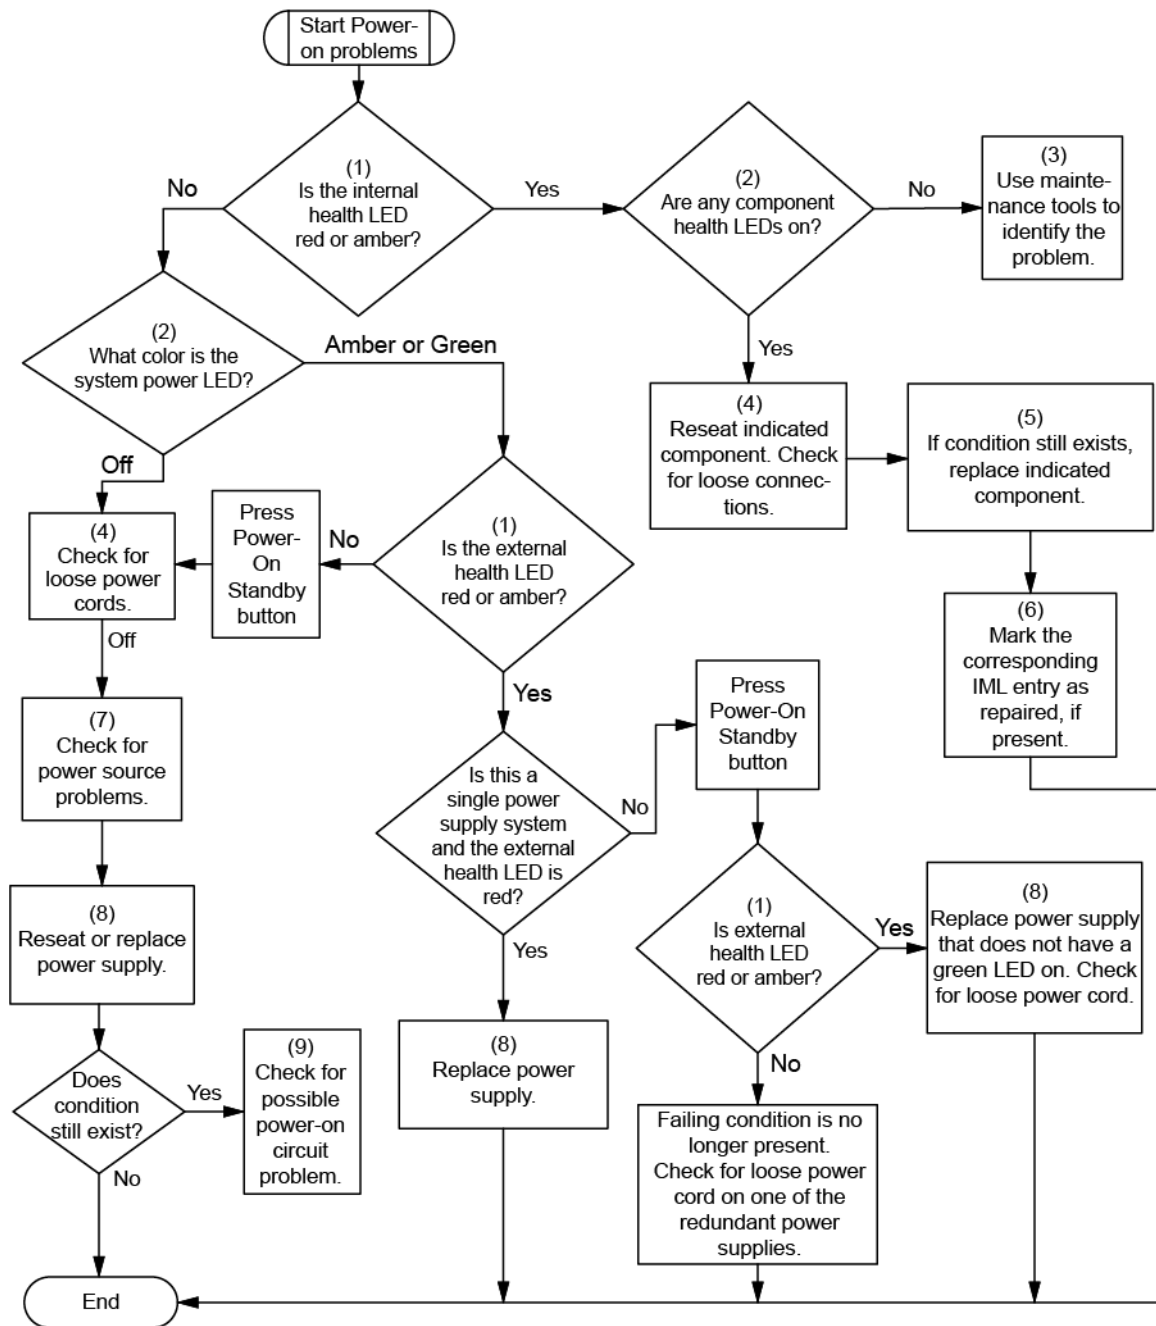 Start Power-
on problems
(1)
Is the internal
health LED
red or amber?
No
Yes
(2)
Are any component
health LEDs on?
No
(3)
Use mainte-
nance tools to
identify the
problem.
Yes
(2)
What color is the
system power LED?
Amber or Green
Off
(4)
Reseat indicated
component. Check
for loose connec-
tions.
(5)
If condition still exists,
replace indicated
component.
(4)
Check for
loose power
cords.
Press
Power-
On
Standby
button
No
(1)
Is the external
health LED
red or amber?
Off
Yes
(6)
Mark the
corresponding
IML entry as
repaired, if
present.
(7)
Check for
power source
problems.
Is this a
single power
supply system
and the external
health LED is
red?
No
Press
Power-On
Standby
button
Yes
(8)
Reseat or replace
power supply.
(1)
Is external
health LED
red or amber?
Yes
(8)
Replace power supply
that does not have a
green LED on. Check
for loose power cord.
No
Does
condition
still exist?
Yes
(9)
Check for
possible
power-on
circuit
problem.
No
(8)
Replace power
supply.
Failing condition is no
longer present.
Check for loose power
cord on one of the
redundant power
supplies.
End